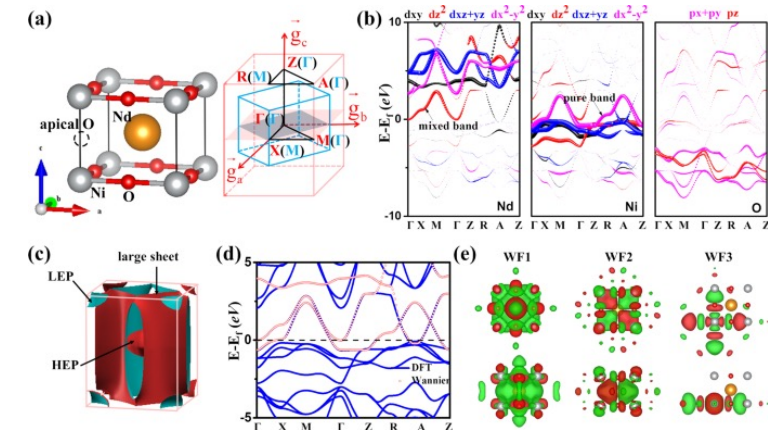 (a)
g_c
Z(Γ)
R(M)
A(Γ)
Nd
apical O
Γ(Γ)
g_b
X(M)
M(Γ)
g_a
c
b
a
Ni
O
(b)
dxy dz² dxz+yz dx²-y²
dxy dz² dxz+yz dx²-y²
px+py pz
10
E-E_f (eV)
0
-10
mixed band
pure band
Nd
Ni
O
Γ X M Γ Z R A Z
Γ X M Γ Z R A Z
Γ X M Γ Z R A Z
(c)
large sheet
LEP
HEP
(d)
5
E-E_f (eV)
0
-5
DFT
Wannier
Γ X M Γ Z R A Z
(e)
WF1 WF2 WF3